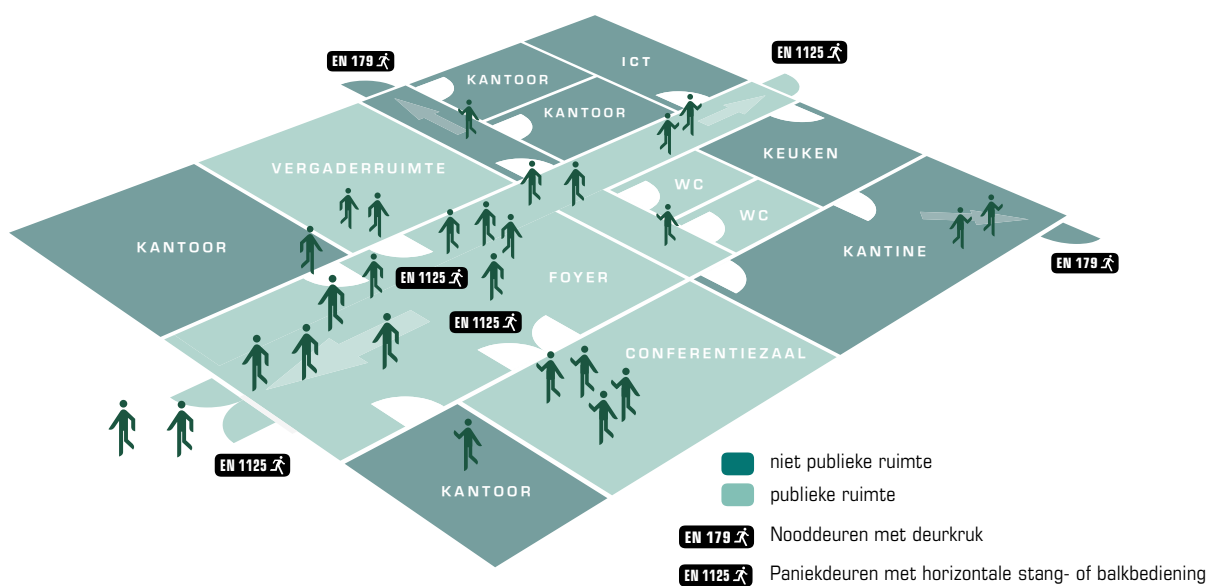 EN 1125
EN 179
ICT
KANTOOR
KANTOOR
KEUKEN
VERGADERRUIMTE
WC
WC
KANTOOR
KANTINE
EN 179
EN 1125
FOYER
EN 1125
CONFERENTIEZAAL
EN 1125
KANTOOR
niet publieke ruimte
publieke ruimte
EN 179 Nooddeuren met deurkruk
EN 1125 Paniekdeuren met horizontale stang- of balkbediening